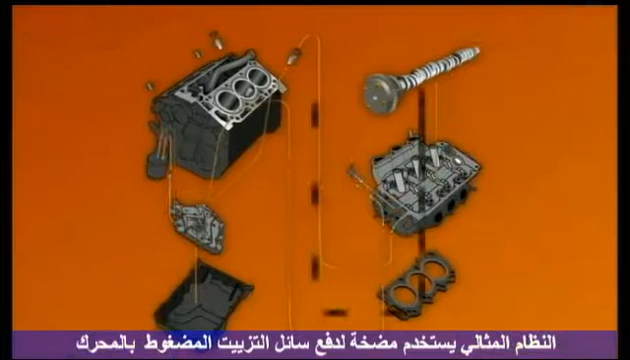 النظام المثالي يستخدم مضخة لدفع سائل التزييت المضغوط بالمحرك